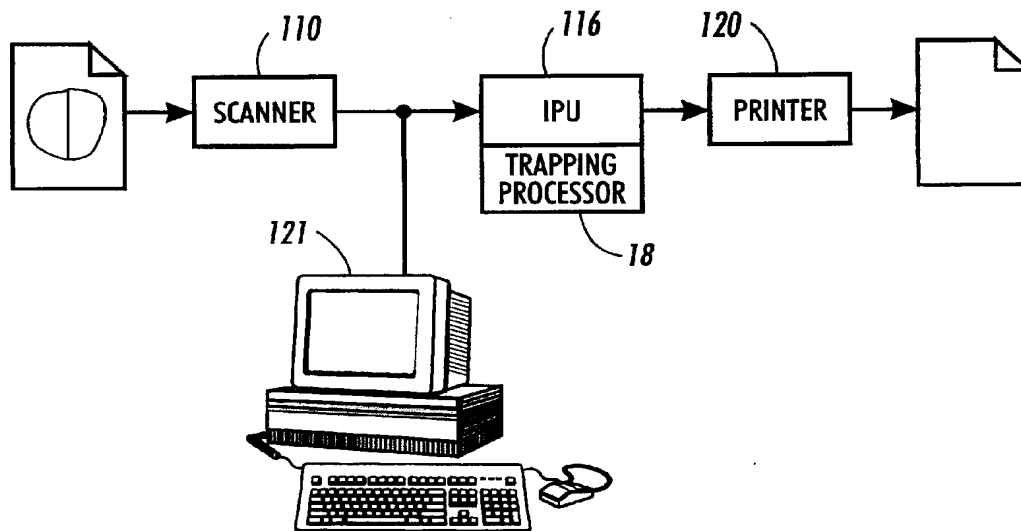 110
116
120
SCANNER
IPU
PRINTER
TRAPPING
PROCESSOR
121
18